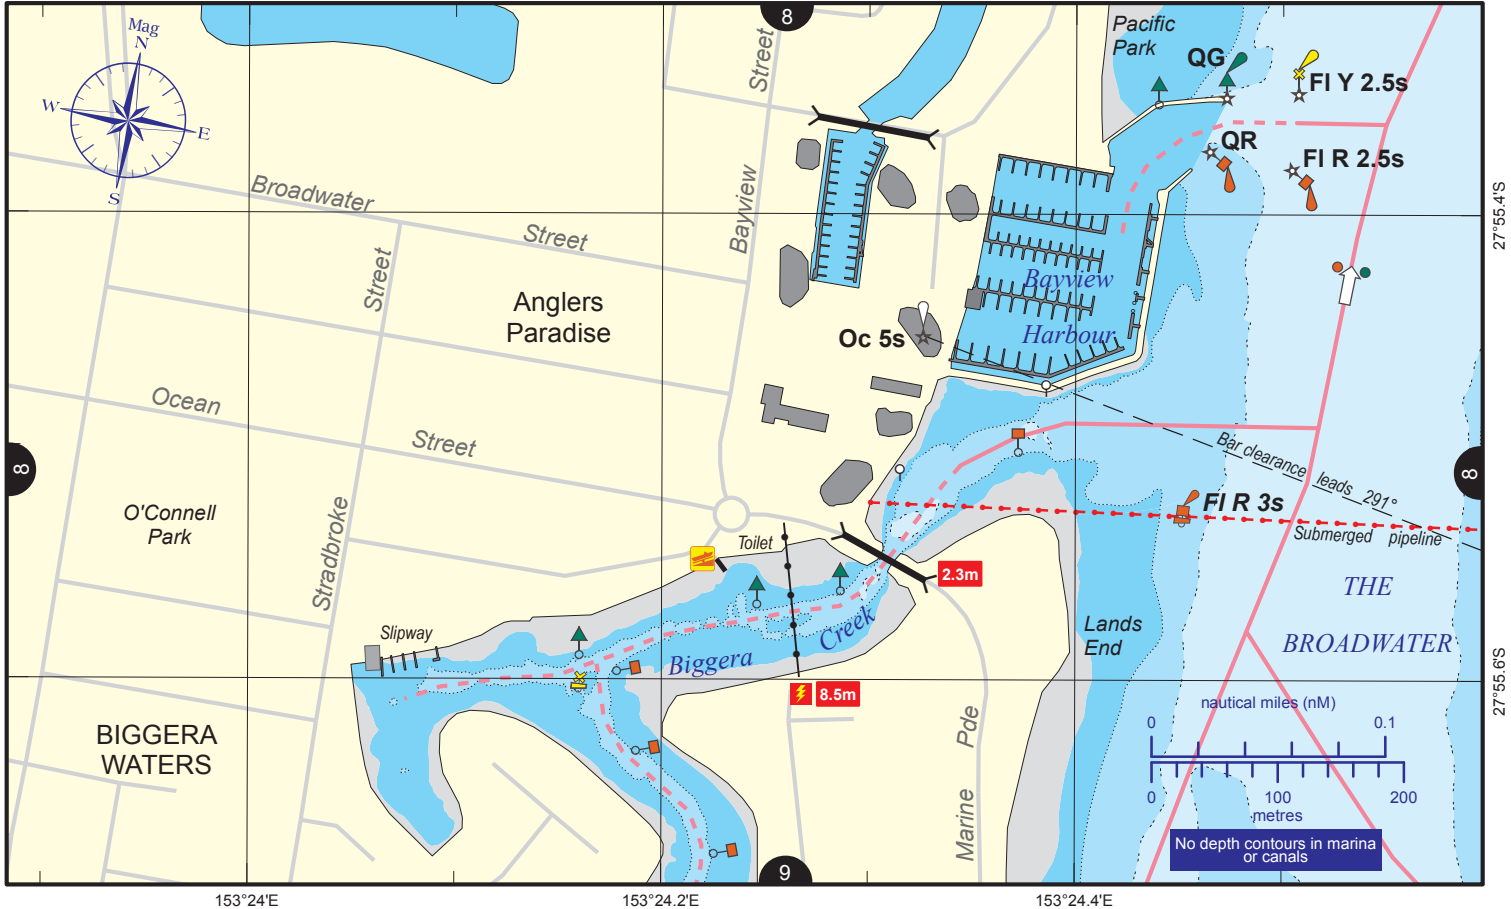 8
Mag
N
W
E
S
Pacific
Park
QG
Fl Y 2.5s
QR
Fl R 2.5s
Street
Bayview
Broadwater
Street
Street
Anglers
Paradise
Bayview
Harbour
Oc 5s
27°55.4'S
Ocean
Street
8
8
O'Connell
Park
Stradbroke
Toilet
Bar clearance leads 291°
Fl R 3s
Submerged pipeline
2.3m
THE
BROADWATER
Lands
End
Slipway
Biggera
Creek
8.5m
27°55.6'S
BIGGERA
WATERS
Marine Pde
nautical miles (nM)
0 0.1
0 100 200
metres
No depth contours in marina
or canals
9
153°24'E
153°24.2'E
153°24.4'E